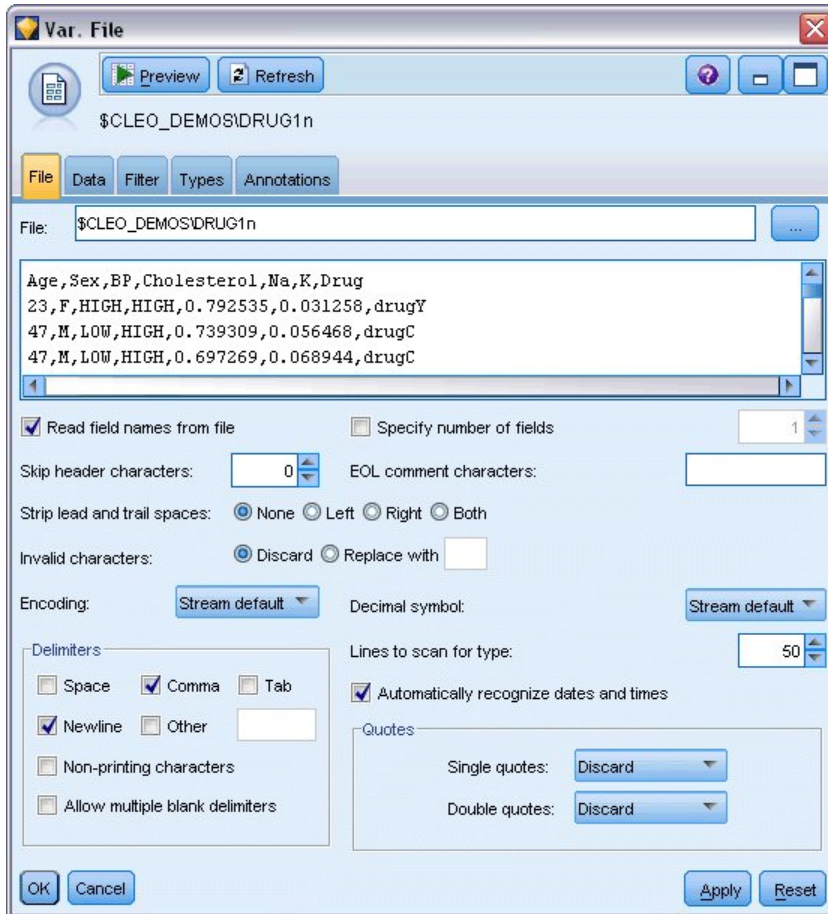 Var. File
Preview Refresh
$CLEO_DEMOS\DRUG1n
File Data Filter Types Annotations
File: $CLEO_DEMOS\DRUG1n ...
Age,Sex,BP,Cholesterol,Na,K,Drug
23,F,HIGH,HIGH,0.792535,0.031258,drugY
47,M,LOW,HIGH,0.739309,0.056468,drugC
47,M,LOW,HIGH,0.697269,0.068944,drugC
Read field names from file Specify number of fields 1
Skip header characters: 0 EOL comment characters:
Strip lead and trail spaces: None Left Right Both
Invalid characters: Discard Replace with
Encoding: Stream default Decimal symbol: Stream default
Delimiters Lines to scan for type: 50
Space Comma Tab Automatically recognize dates and times
Newline Other Quotes
Non-printing characters Single quotes: Discard
Allow multiple blank delimiters Double quotes: Discard
OK Cancel Apply Reset